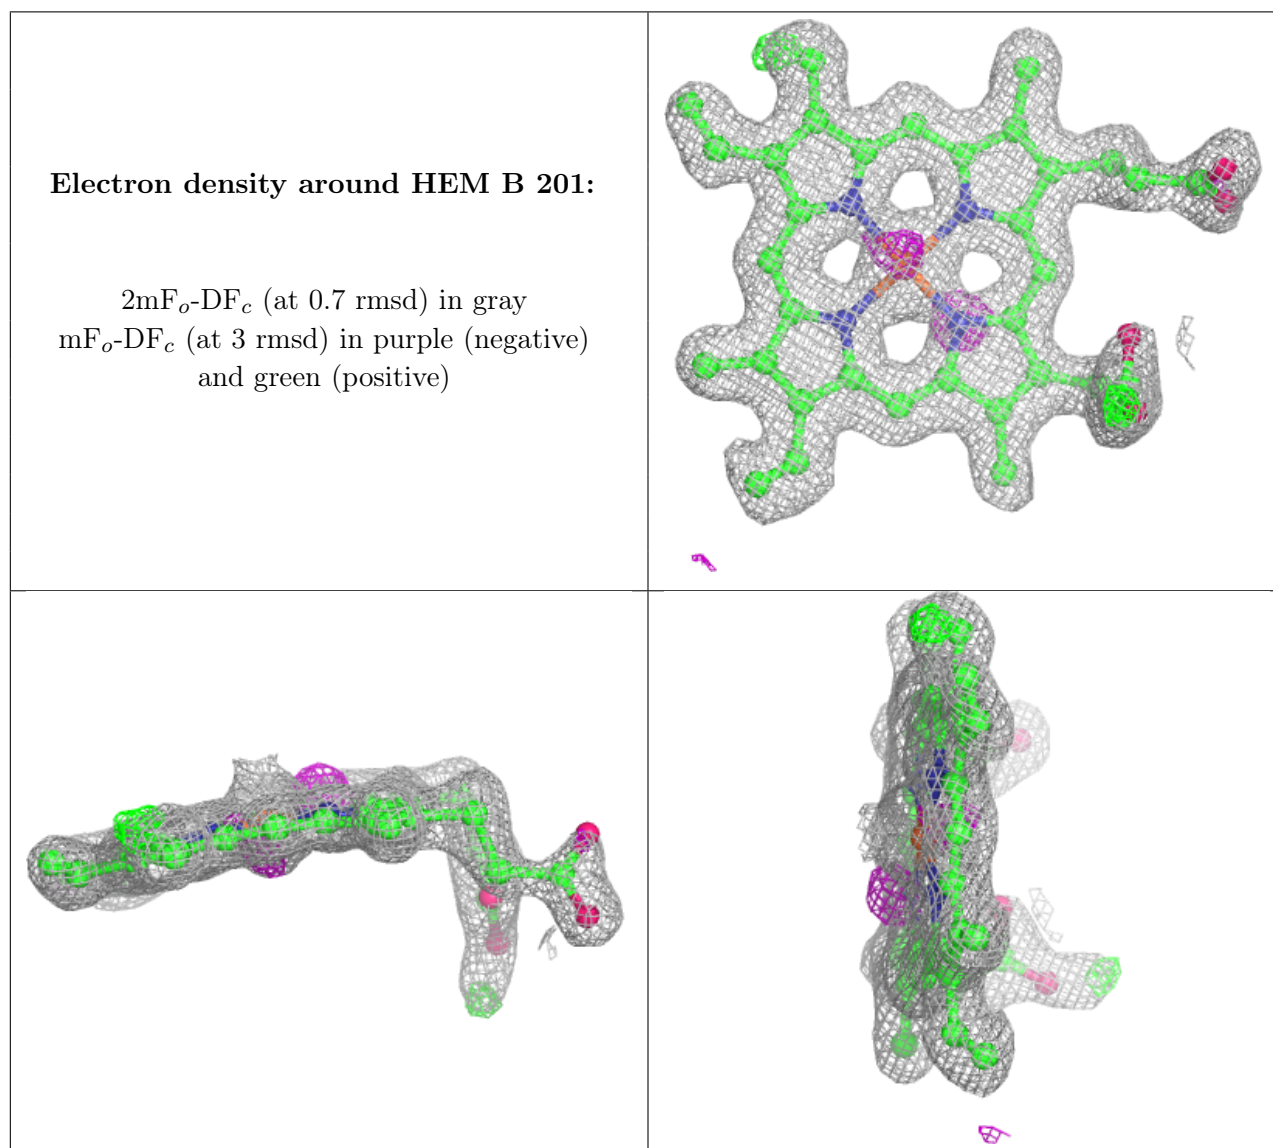 Electron density around HEM B 201:
2mFₒ-DF𝑐 (at 0.7 rmsd) in gray
mFₒ-DF𝑐 (at 3 rmsd) in purple (negative)
and green (positive)